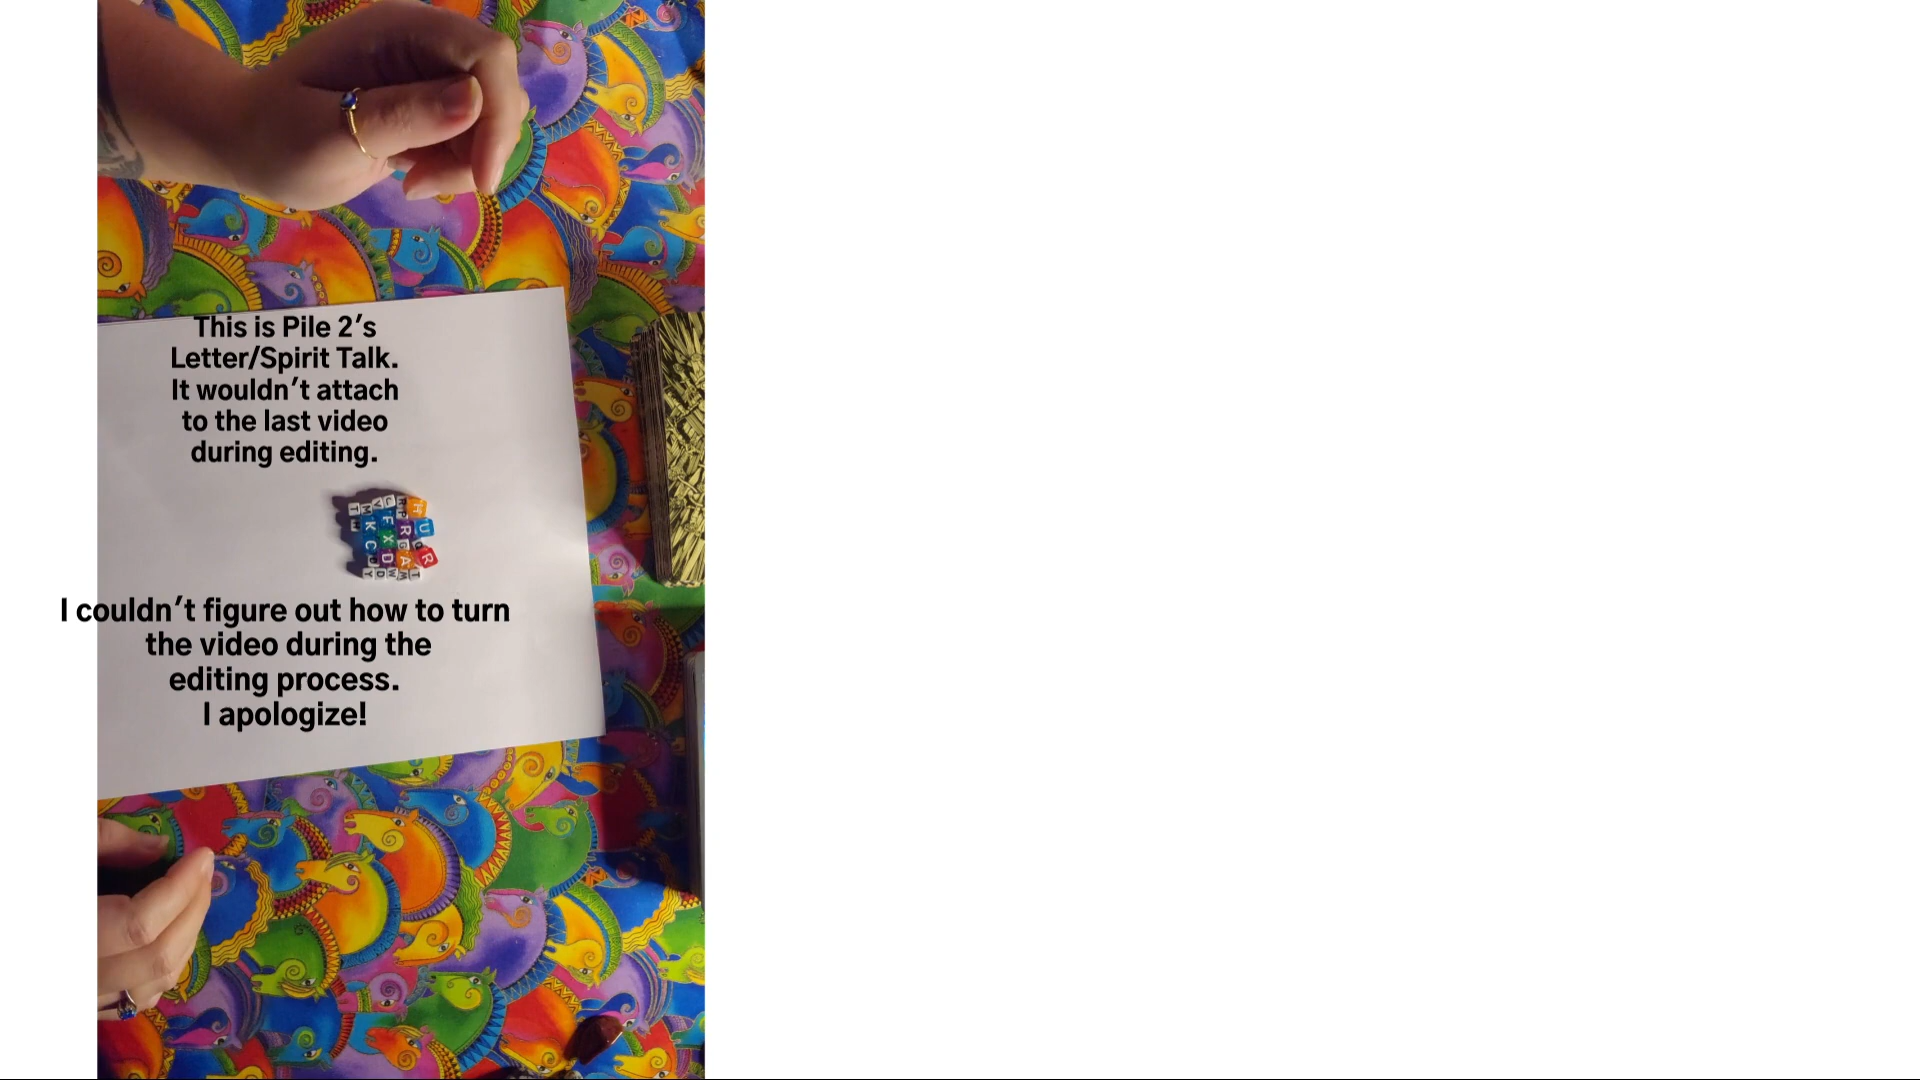 This is Pile 2's
Letter/Spirit Talk.
It wouldn't attach
to the last video
during editing.
H
U
F
R
K
X
C
D
A
R
I couldn't figure out how to turn
the video during the
editing process.
I apologize!